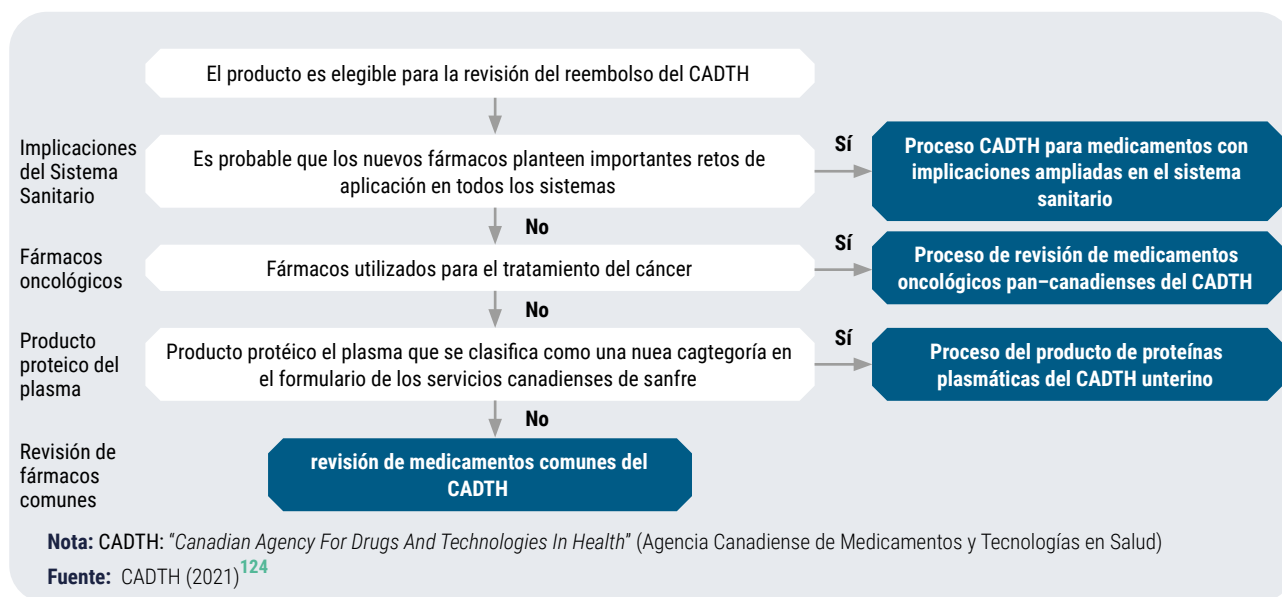 El producto es elegible para la revisión del reembolso del CADTH
Implicaciones
del Sistema
Sanitario
Es probable que los nuevos fármacos planteen importantes retos de
aplicación en todos los sistemas
Sí
Proceso CADTH para medicamentos con
implicaciones ampliadas en el sistema
sanitario
No
Fármacos
oncológicos
Fármacos utilizados para el tratamiento del cáncer
Sí
Proceso de revisión de medicamentos
oncológicos pan–canadienses del CADTH
No
Producto
proteico del
plasma
Producto protéico el plasma que se clasifica como una nuea cagtegoría en
el formulario de los servicios canadienses de sanfre
Sí
Proceso del producto de proteínas
plasmáticas del CADTH unterino
No
Revisión de
fármacos
comunes
revisión de medicamentos comunes del
CADTH
Nota: CADTH: "Canadian Agency For Drugs And Technologies In Health" (Agencia Canadiense de Medicamentos y Tecnologías en Salud)
Fuente: CADTH (2021)124